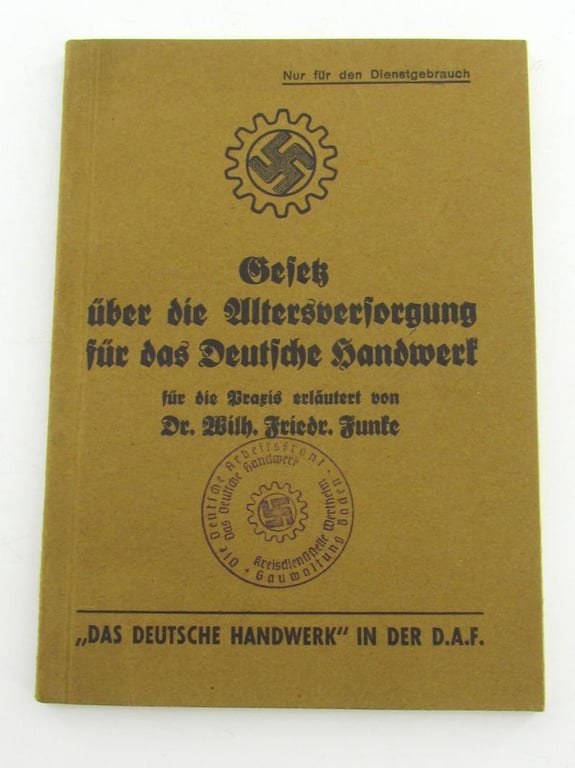 Nur für den Dienstgebrauch
Gesetz
über die Altersversorgung
für das Deutsche Handwerk
für die Praxis erläutert von
Dr. Wilh. Friedr. Funke
Die Deutsche Arbeitsfront · Gauwaltung Baden *
Das Deutsche Handwerk
Kreisdienststelle Wertheim
„DAS DEUTSCHE HANDWERK" IN DER D.A.F.